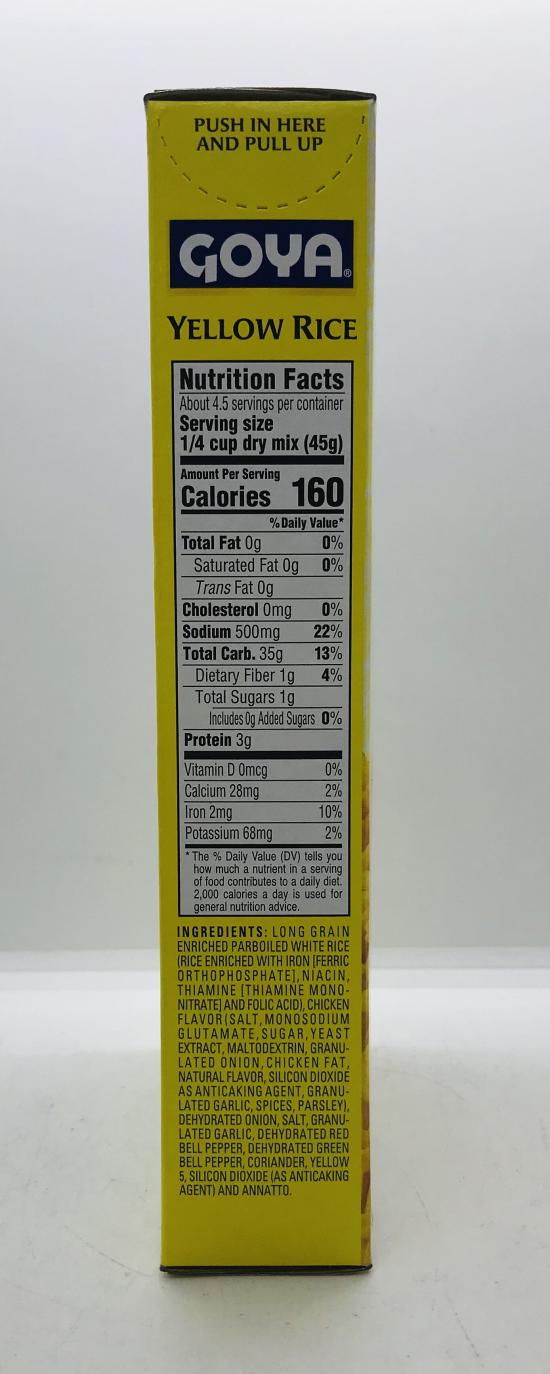 PUSH IN HERE
AND PULL UP
GOYA®
YELLOW RICE
Nutrition Facts
About 4.5 servings per container
Serving size
1/4 cup dry mix (45g)
Amount Per Serving
Calories 160
% Daily Value*
Total Fat 0g 0%
Saturated Fat 0g 0%
Trans Fat 0g
Cholesterol 0mg 0%
Sodium 500mg 22%
Total Carb. 35g 13%
Dietary Fiber 1g 4%
Total Sugars 1g
Includes 0g Added Sugars 0%
Protein 3g
Vitamin D 0mcg 0%
Calcium 28mg 2%
Iron 2mg 10%
Potassium 68mg 2%
* The % Daily Value (DV) tells you
how much a nutrient in a serving
of food contributes to a daily diet.
2,000 calories a day is used for
general nutrition advice.
INGREDIENTS: LONG GRAIN
ENRICHED PARBOILED WHITE RICE
(RICE ENRICHED WITH IRON [FERRIC
ORTHOPHOSPHATE], NIACIN,
THIAMINE [THIAMINE MONO-
NITRATE] AND FOLIC ACID), CHICKEN
FLAVOR (SALT, MONOSODIUM
GLUTAMATE, SUGAR, YEAST
EXTRACT, MALTODEXTRIN, GRANU-
LATED ONION, CHICKEN FAT,
NATURAL FLAVOR, SILICON DIOXIDE
AS ANTICAKING AGENT, GRANU-
LATED GARLIC, SPICES, PARSLEY),
DEHYDRATED ONION, SALT, GRANU-
LATED GARLIC, DEHYDRATED RED
BELL PEPPER, DEHYDRATED GREEN
BELL PEPPER, CORIANDER, YELLOW
5, SILICON DIOXIDE (AS ANTICAKING
AGENT) AND ANNATTO.